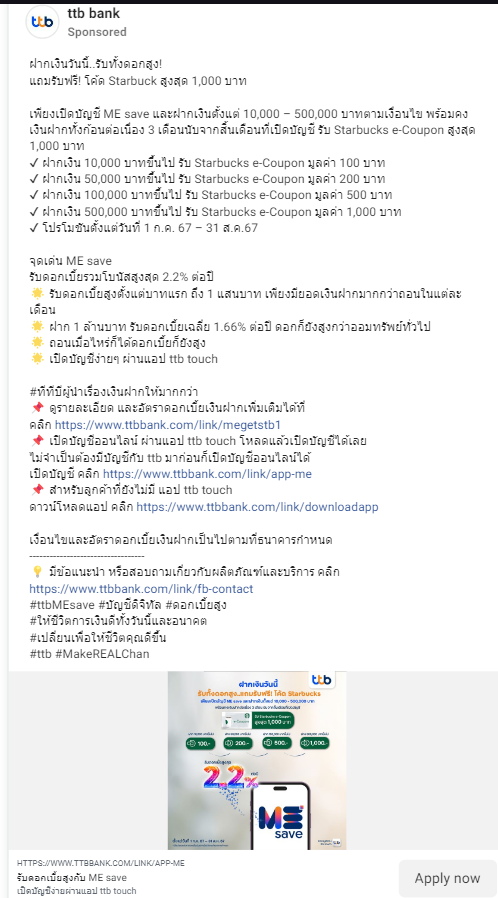 ttb
ttb bank
Sponsored
ฝากเงินวันนี้..รับทั้งดอกสูง!
แถมรับฟรี! โค้ด Starbuck สูงสุด 1,000 บาท
เพียงเปิดบัญชี ME save และฝากเงินตั้งแต่ 10,000 – 500,000 บาทตามเงื่อนไข พร้อมคง
เงินฝากทั้งก้อนต่อเนื่อง 3 เดือนนับจากสิ้นเดือนที่เปิดบัญชี รับ Starbucks e-Coupon สูงสุด
1,000 บาท
✓ ฝากเงิน 10,000 บาทขึ้นไป รับ Starbucks e-Coupon มูลค่า 100 บาท
✓ ฝากเงิน 50,000 บาทขึ้นไป รับ Starbucks e-Coupon มูลค่า 200 บาท
✓ ฝากเงิน 100,000 บาทขึ้นไป รับ Starbucks e-Coupon มูลค่า 500 บาท
✓ ฝากเงิน 500,000 บาทขึ้นไป รับ Starbucks e-Coupon มูลค่า 1,000 บาท
✓ โปรโมชันตั้งแต่วันที่ 1 ก.ค. 67 – 31 ส.ค.67
จุดเด่น ME save
รับดอกเบี้ยรวมโบนัสสูงสุด 2.2% ต่อปี
🌟 รับดอกเบี้ยสูงตั้งแต่บาทแรก ถึง 1 แสนบาท เพียงมียอดเงินฝากมากกว่าถอนในแต่ละ
เดือน
🌟 ฝาก 1 ล้านบาท รับดอกเบี้ยเฉลี่ย 1.66% ต่อปี ดอกก็ยังสูงกว่าออมทรัพย์ทั่วไป
🌟 ถอนเมื่อไหร่ก็ได้ดอกเบี้ยก็ยังสูง
🌟 เปิดบัญชีง่ายๆ ผ่านแอป ttb touch
#ทีทีบีผู้นำเรื่องเงินฝากให้มากกว่า
📌 ดูรายละเอียด และอัตราดอกเบี้ยเงินฝากเพิ่มเติมได้ที่
คลิก https://www.ttbbank.com/link/megetstb1
📌 เปิดบัญชีออนไลน์ ผ่านแอป ttb touch โหลดแล้วเปิดบัญชีได้เลย
ไม่จำเป็นต้องมีบัญชีกับ ttb มาก่อนก็เปิดบัญชีออนไลน์ได้
เปิดบัญชี คลิก https://www.ttbbank.com/link/app-me
📌 สำหรับลูกค้าที่ยังไม่มี แอป ttb touch
ดาวน์โหลดแอป คลิก https://www.ttbbank.com/link/downloadapp
เงื่อนไขและอัตราดอกเบี้ยเงินฝากเป็นไปตามที่ธนาคารกำหนด
---------------------------------
💡 มีข้อแนะนำ หรือสอบถามเกี่ยวกับผลิตภัณฑ์และบริการ คลิก
https://www.ttbbank.com/link/fb-contact
#ttbMEsave #บัญชีดิจิทัล #ดอกเบี้ยสูง
#ให้ชีวิตการเงินดีทั้งวันนี้และอนาคต
#เปลี่ยนเพื่อให้ชีวิตคุณดีขึ้น
#ttb #MakeREALChan
ttb
ฝากเงินวันนี้
รับทั้งดอกสูง..แถมรับฟรี! โค้ด Starbucks
เพียงเปิดบัญชี ME save และฝากเงินตั้งแต่ 10,000 - 500,000 บาท
สูงสุด 1,000 บาท
100.- 200.- 500.- 1,000.-
2.2%
ME
save
HTTPS://WWW.TTBBANK.COM/LINK/APP-ME
รับดอกเบี้ยสูงกับ ME save
เปิดบัญชีง่ายผ่านแอป ttb touch
Apply now